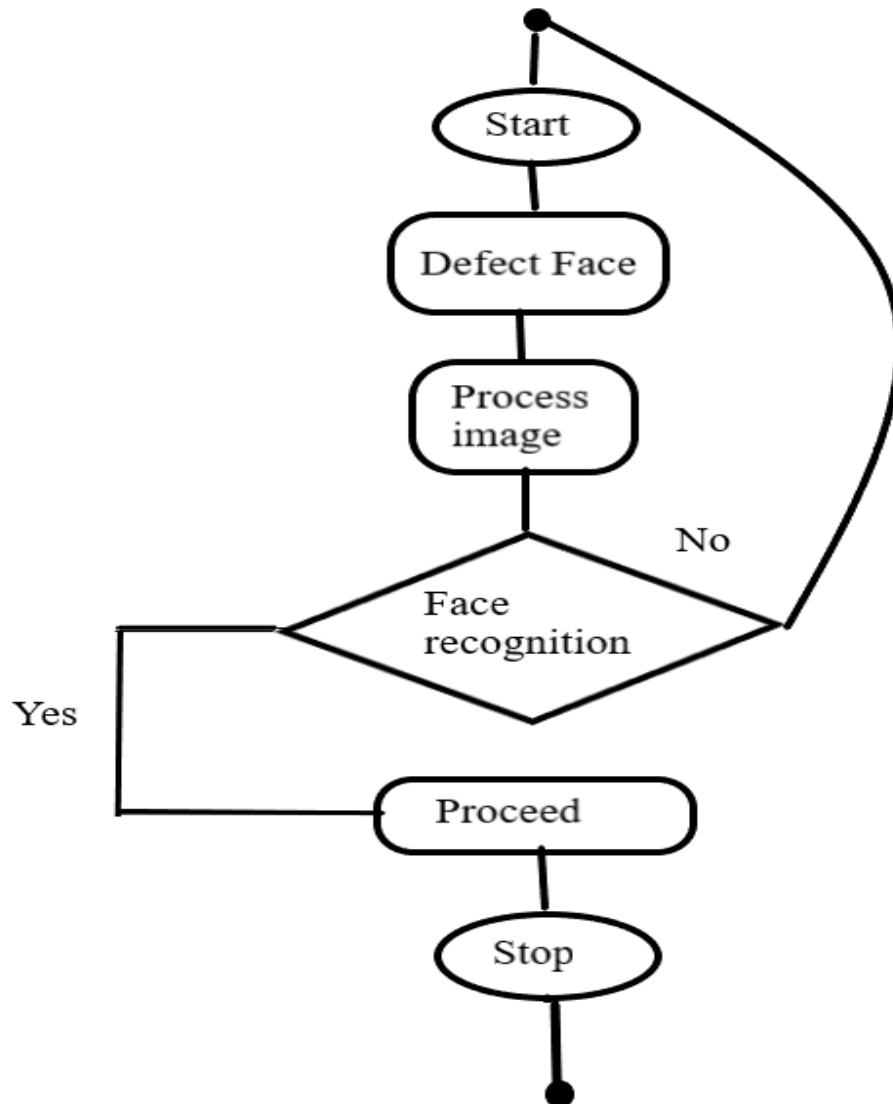 Start
Defect Face
Process
image
No
Face
recognition
Yes
Proceed
Stop